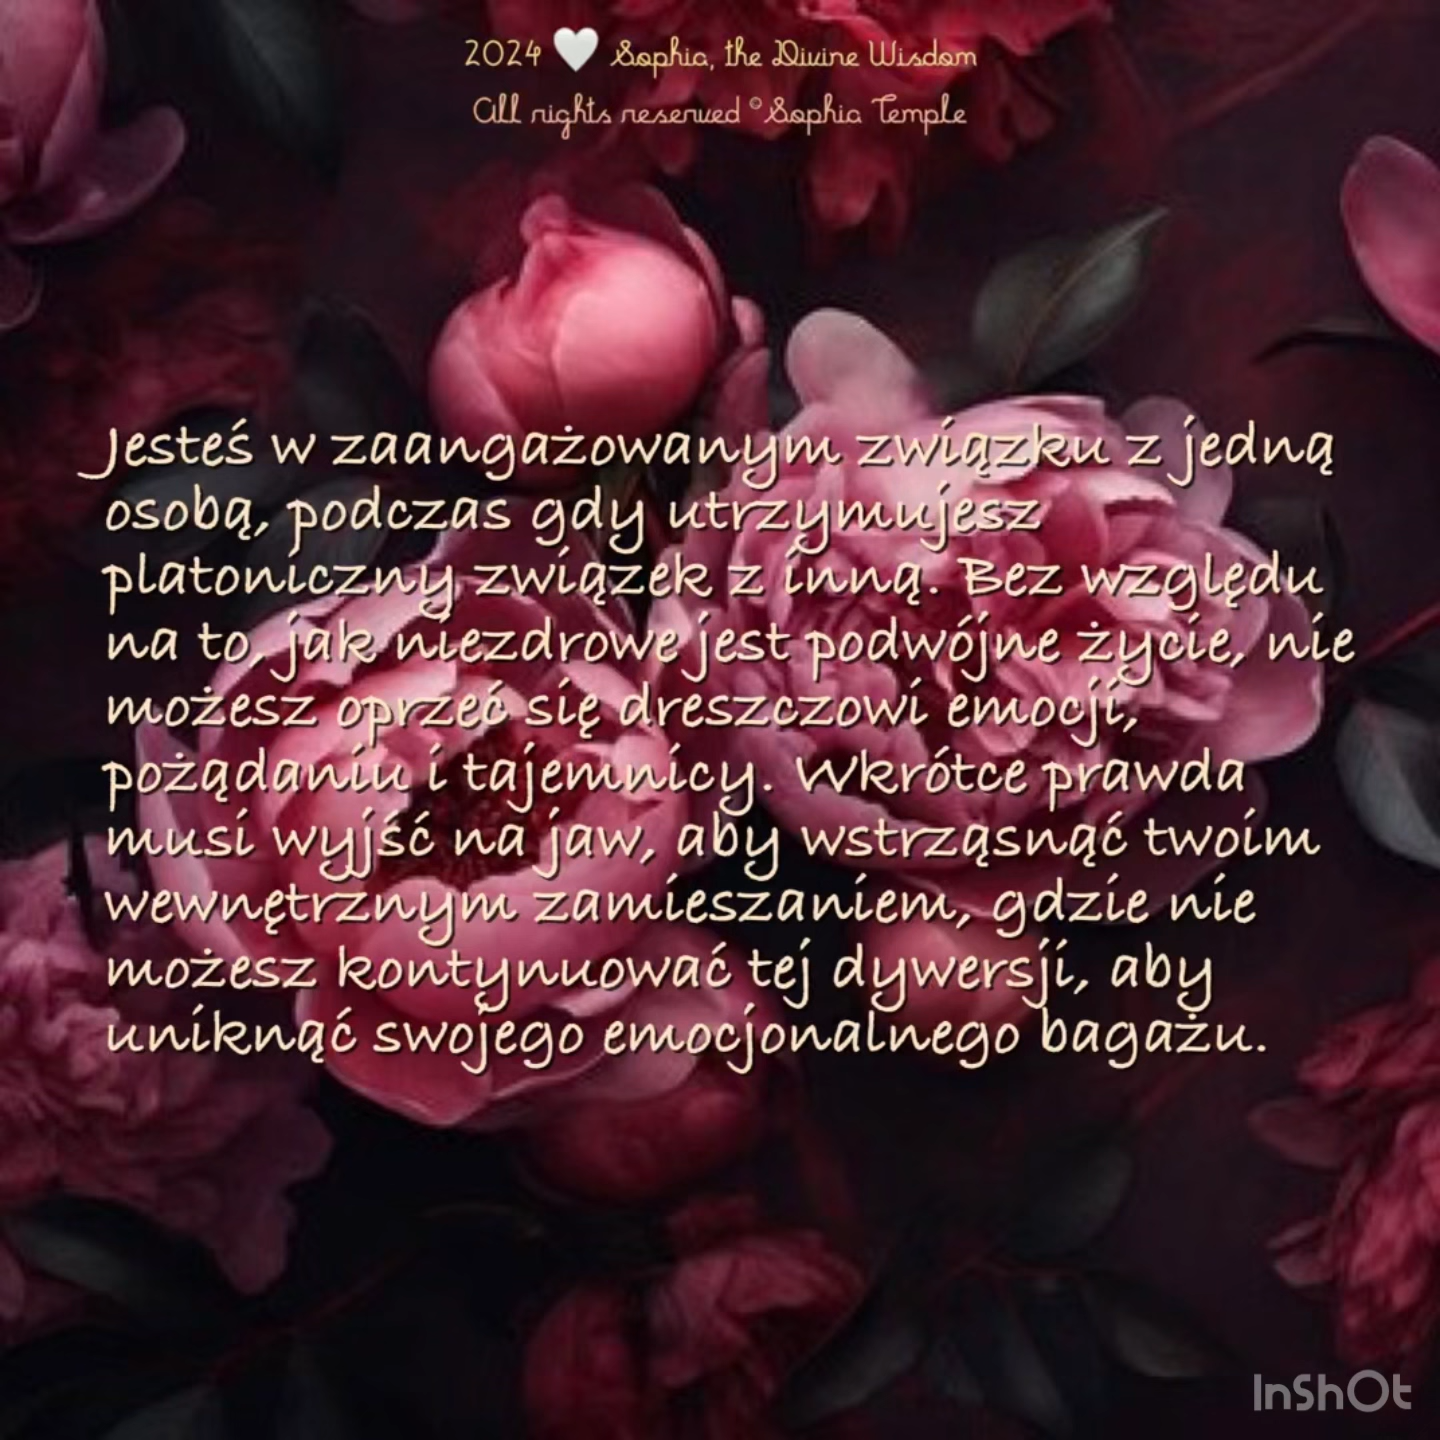 2024 🤍 Sophia, the Divine Wisdom
All rights reserved ©Sophia Temple
Jesteś w zaangażowanym związku z jedną
osobą, podczas gdy utrzymujesz
platoniczny związek z inną. Bez względu
na to, jak niezdrowe jest podwójne życie, nie
możesz oprzeć się dreszczowi emocji,
pożądaniu i tajemnicy. Wkrótce prawda
musi wyjść na jaw, aby wstrząsnąć twoim
wewnętrznym zamieszaniem, gdzie nie
możesz kontynuować tej dywersji, aby
uniknąć swojego emocjonalnego bagażu.
InShOt